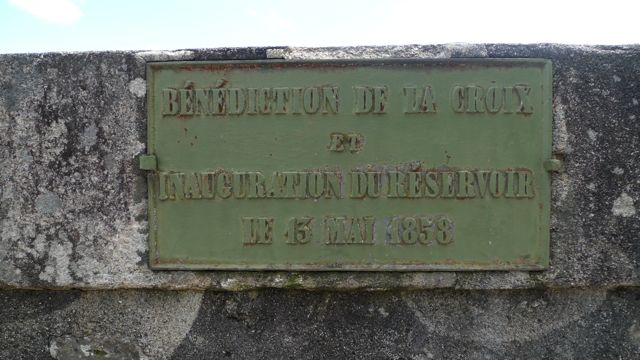 BÉNÉDICTION DE LA CROIX
ET
INAUGURATION DU RÉSERVOIR
LE 13 MAI 1858